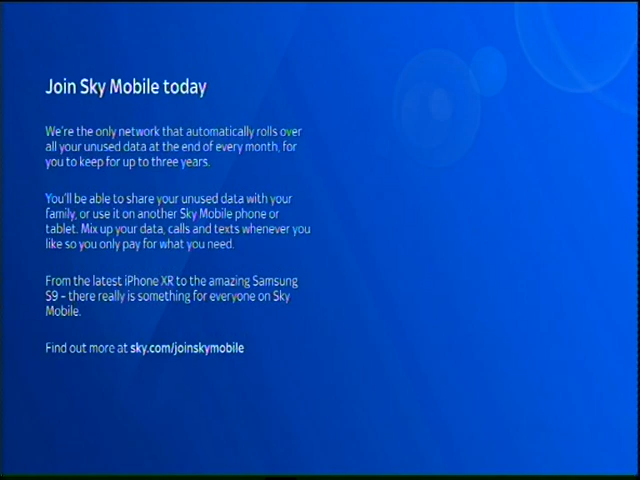 Join Sky Mobile today
We're the only network that automatically rolls over
all your unused data at the end of every month, for
you to keep for up to three years.
You'll be able to share your unused data with your
family, or use it on another Sky Mobile phone or
tablet. Mix up your data, calls and texts whenever you
like so you only pay for what you need.
From the latest iPhone XR to the amazing Samsung
S9 – there really is something for everyone on Sky
Mobile.
Find out more at sky.com/joinskymobile